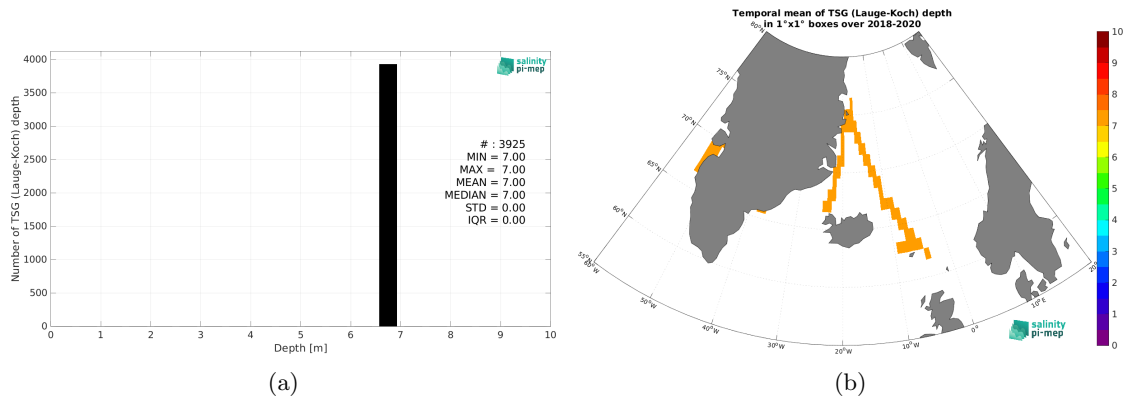 4000
3500
3000
2500
2000
1500
1000
500
0
Number of TSG (Lauge-Koch) depth
salinity
pi-mep
# : 3925
MIN = 7.00
MAX = 7.00
MEAN = 7.00
MEDIAN = 7.00
STD = 0.00
IQR = 0.00
0 1 2 3 4 5 6 7 8 9 10
Depth [m]
(a)
Temporal mean of TSG (Lauge-Koch) depth
in 1°x1° boxes over 2018-2020
80°N
75°N
70°N
65°N
60°N
55°N
60°W
50°W
40°W
30°W
20°W
10°W
0°
10°E
salinity
pi-mep
10
9
8
7
6
5
4
3
2
1
0
(b)